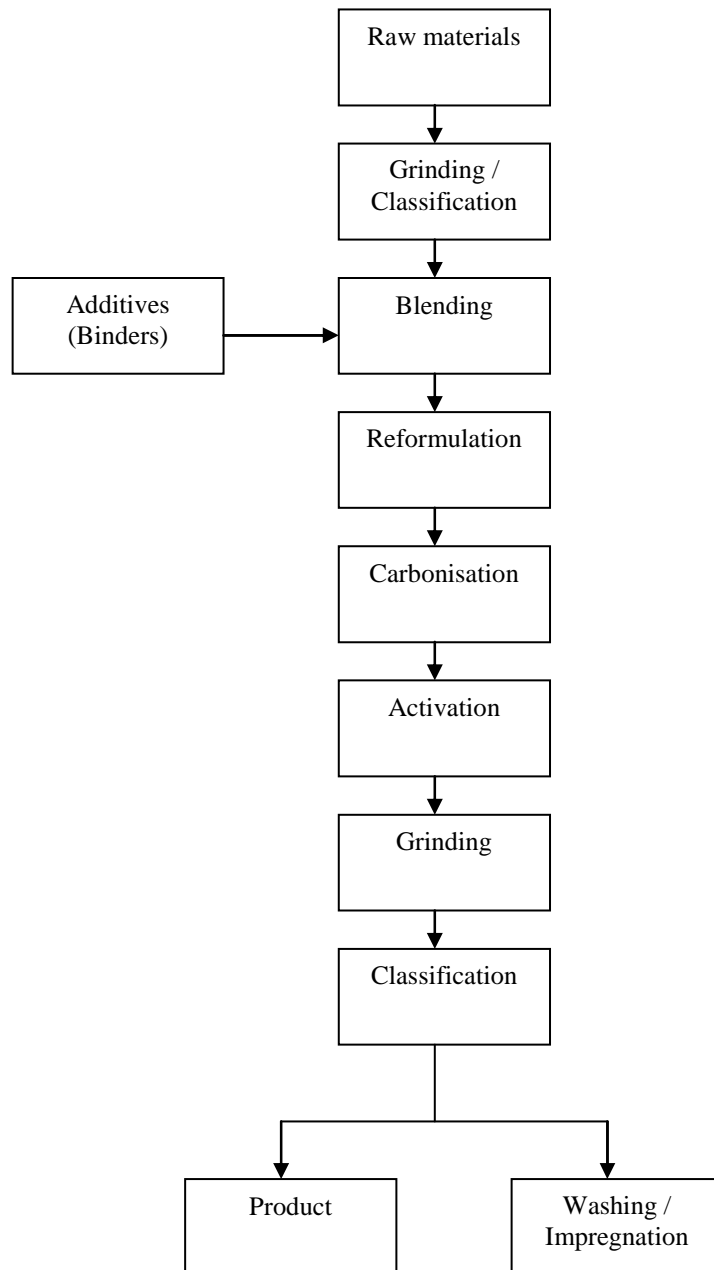 Raw materials
Grinding /
Classification
Additives
(Binders)
Blending
Reformulation
Carbonisation
Activation
Grinding
Classification
Product
Washing /
Impregnation